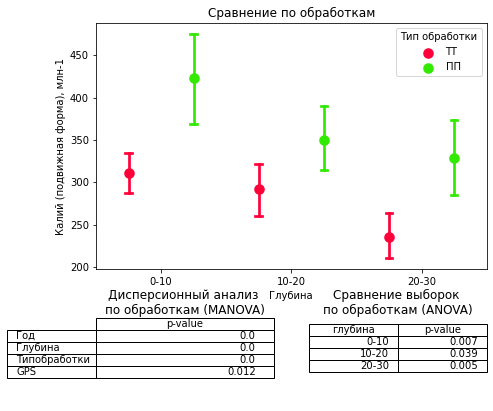 Сравнение по обработкам
Калий (подвижная форма), млн-1
450
400
350
300
250
200
Тип обработки
ТТ
ПП
0-10
10-20
20-30
Глубина
Дисперсионный анализ
по обработкам (MANOVA)
p-value
Год 0.0
Глубина 0.0
Типобработки 0.0
GPS 0.012
Сравнение выборок
по обработкам (ANOVA)
глубина p-value
0-10 0.007
10-20 0.039
20-30 0.005